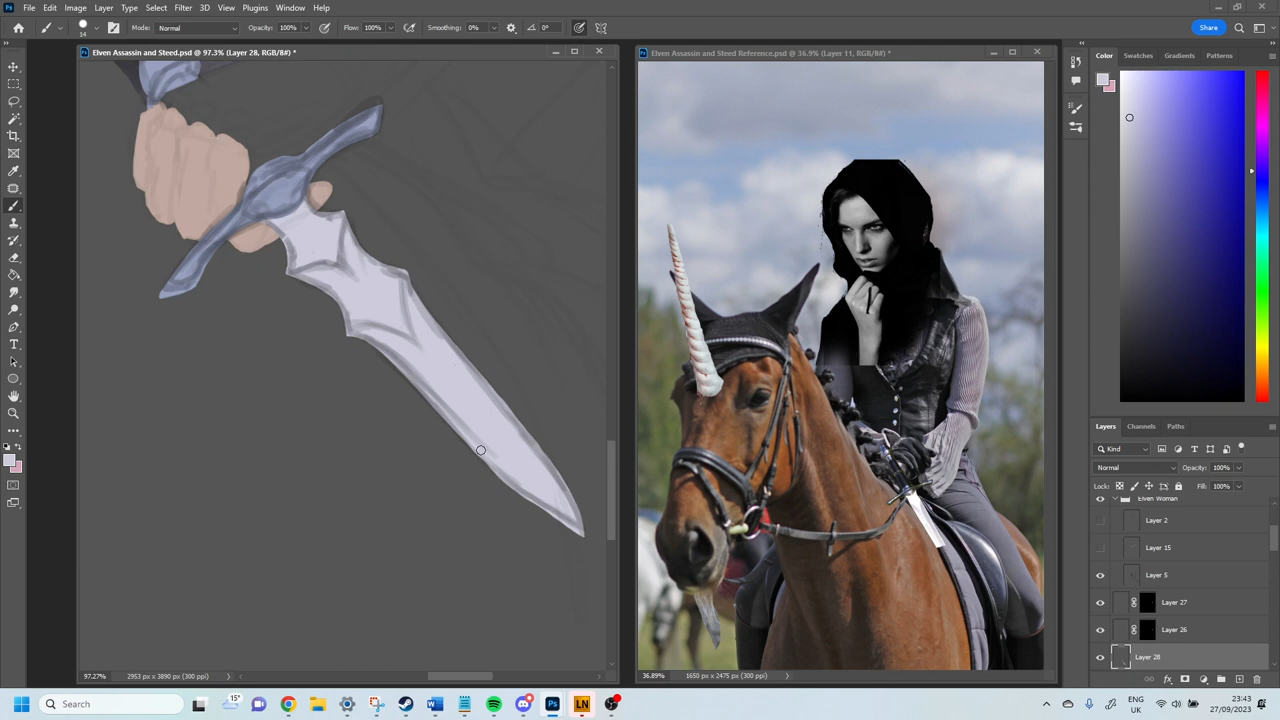 File Edit Image Layer Type Select Filter 3D View Plugins Window Help
14 Mode: Normal Opacity: 100% Flow: 100% Smoothing: 0% 0° Share
Elven Assassin and Steed.psd @ 97.3% (Layer 28, RGB/8#) *
Elven Assassin and Steed Reference.psd @ 36.9% (Layer 11, RGB/8#) *
Color Swatches Gradients Patterns
Layers Channels Paths
Kind
Normal Opacity: 100%
Lock: Fill: 100%
Elven Woman
Layer 2
Layer 15
Layer 5
Layer 27
Layer 26
Layer 28
97.27% 2953 px x 3890 px (300 ppi)
36.89% 1650 px x 2475 px (300 ppi)
Search 15° ENG UK 23:43 27/09/2023